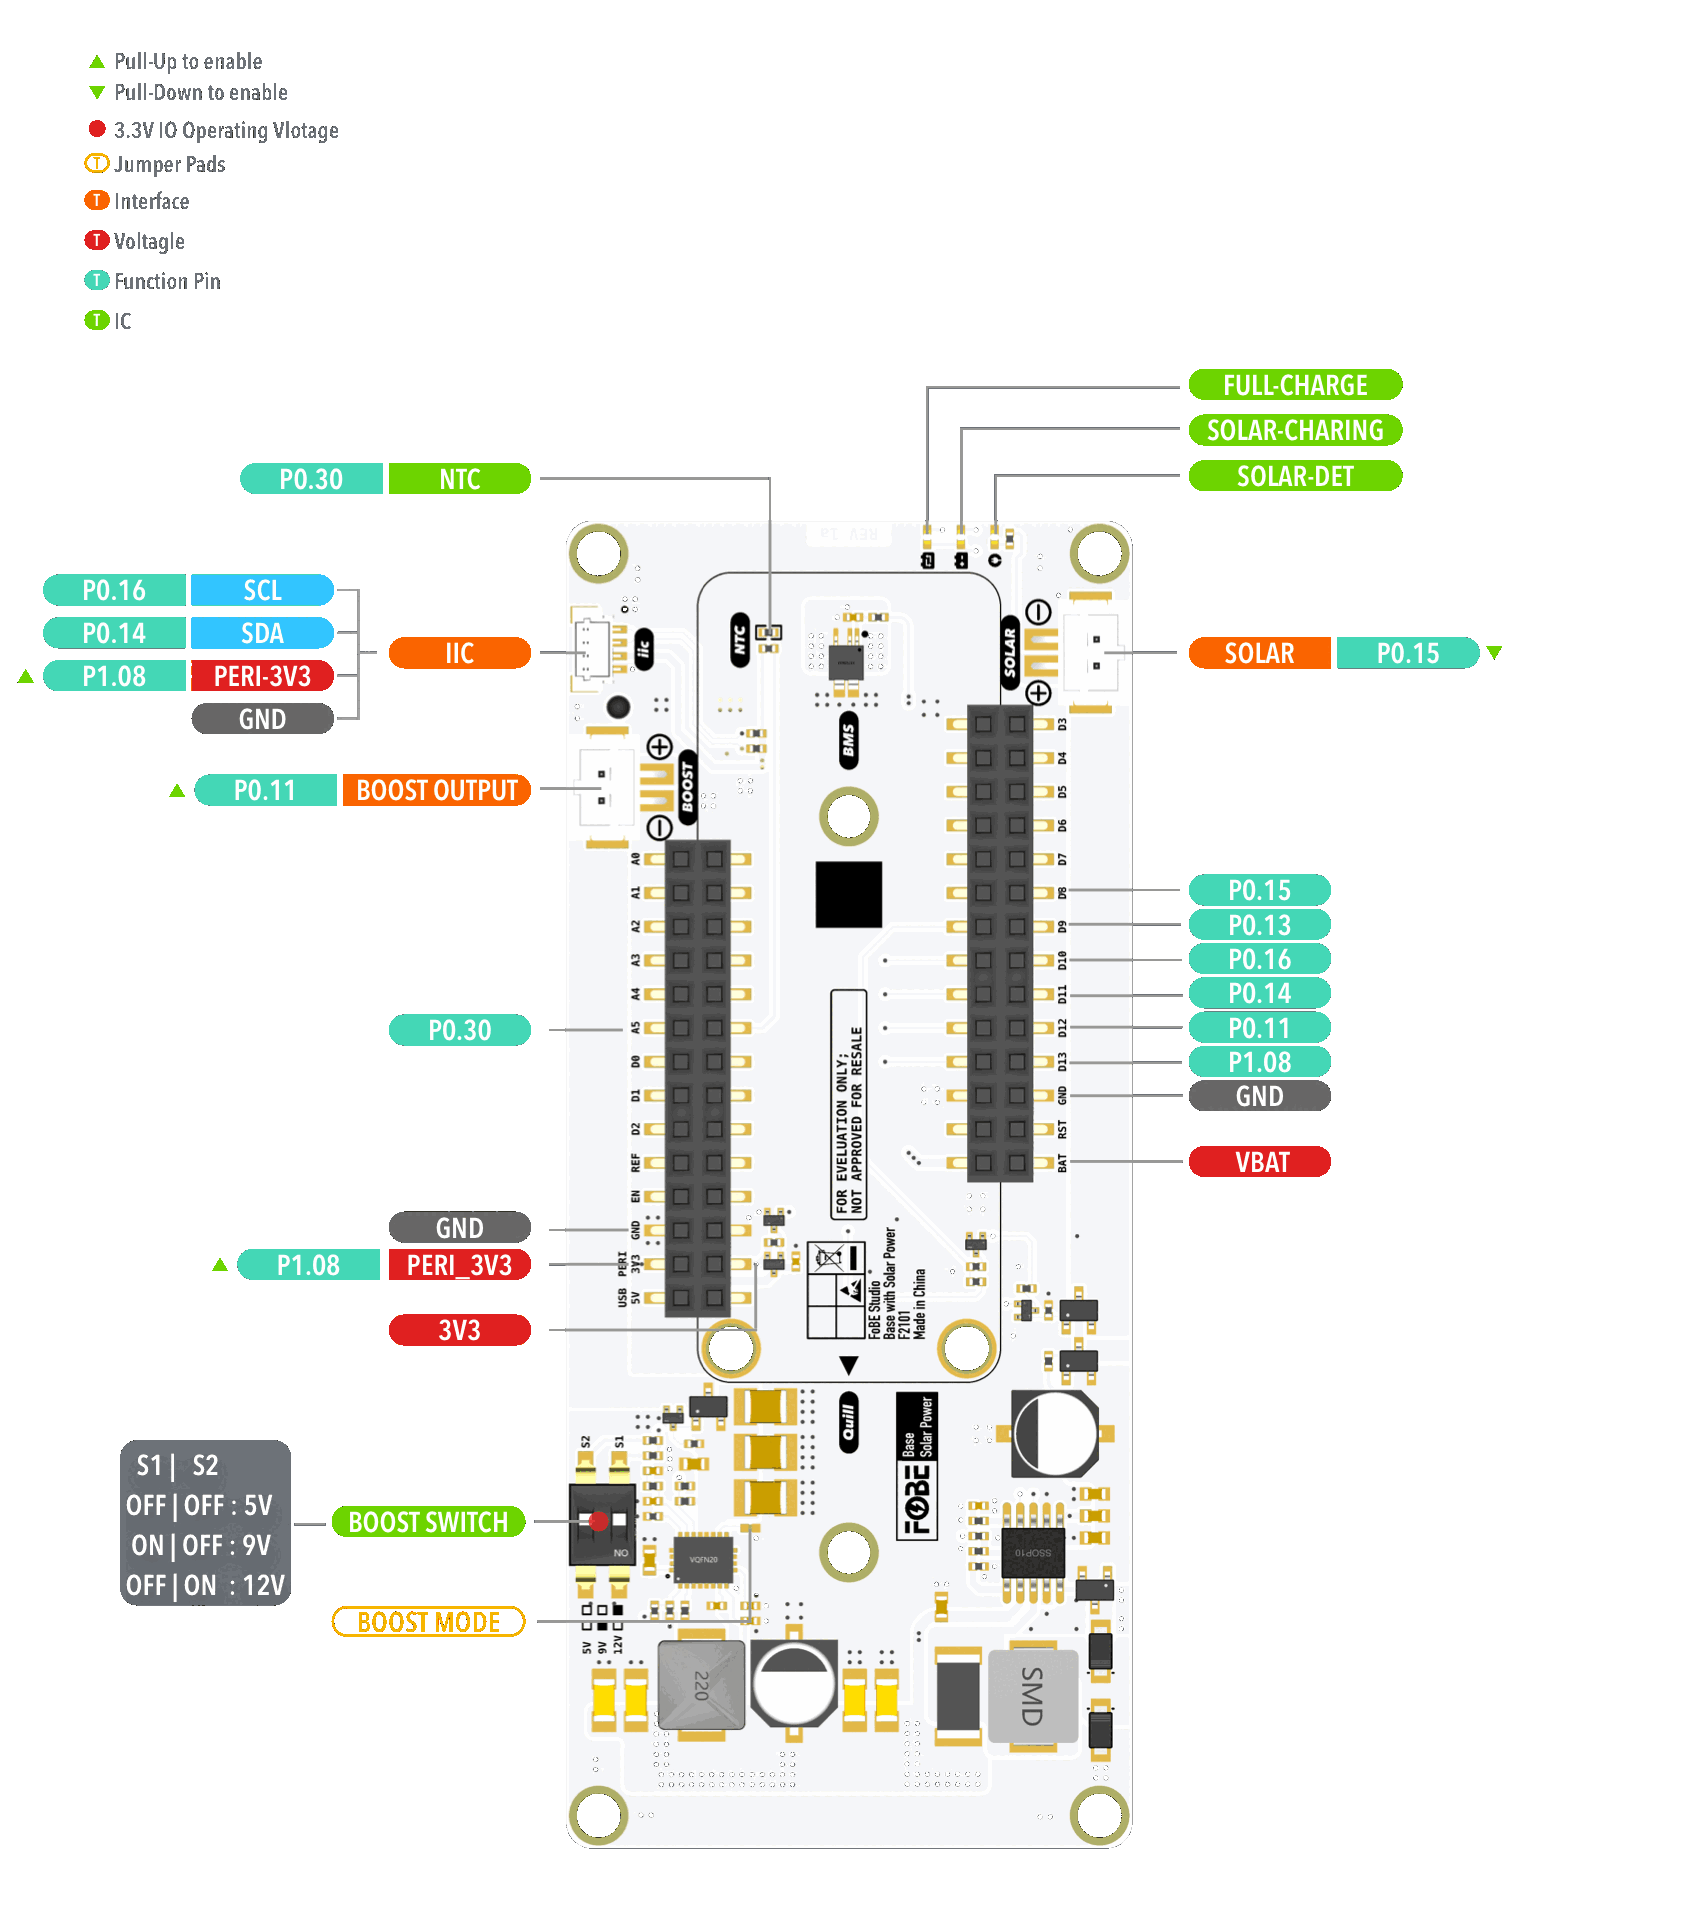 Pull-Up to enable
Pull-Down to enable
3.3V IO Operating Vlotage
T Jumper Pads
T Interface
T Voltagle
T Function Pin
T IC
FULL-CHARGE
SOLAR-CHARING
SOLAR-DET
P0.30 NTC
REV 1a
P0.16 SCL
P0.14 SDA
P1.08 PERI-3V3
GND
IIC
iic
NTC
SOLAR
SOLAR P0.15
BMS
P0.11 BOOST OUTPUT
BOOST
D3
D4
D5
D6
D7
D8
D9
D10
D11
D12
D13
GND
RST
BAT
A0
A1
A2
A3
A4
A5
D0
D1
D2
REF
EN
GND
PERI
3V3
USB
5V
P0.15
P0.13
P0.16
P0.14
P0.11
P1.08
GND
VBAT
P0.30
GND
P1.08 PERI_3V3
3V3
FOR EVELUATION ONLY;
NOT APPROVED FOR RESALE
FoBE Studio
Base with Solar Power
F2101
Made in China
Quill
FOBE
Base
Solar Power
S1 | S2
OFF | OFF : 5V
ON | OFF : 9V
OFF | ON : 12V
BOOST SWITCH
BOOST MODE
S2
S1
ON
VQFN20
5V
9V
12V
220
SSOP10
SMD